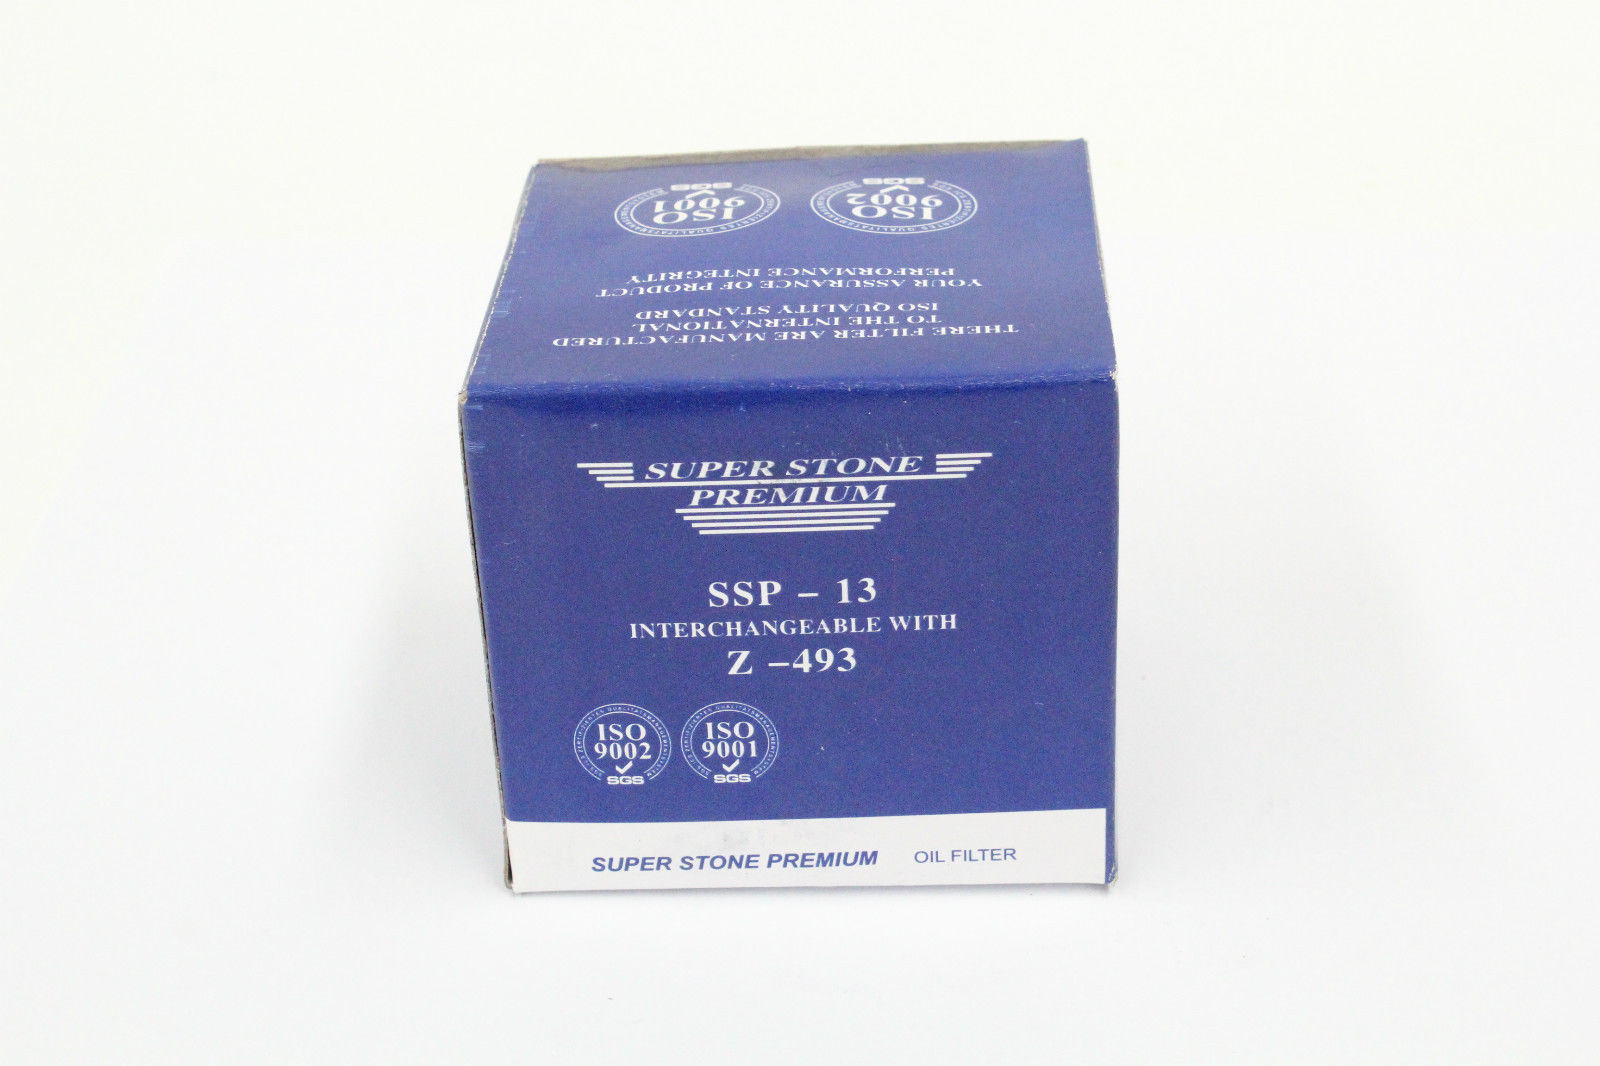 ISO
9001
SGS
ISO
9002
SGS
THERE FILTER ARE MANUFACTURED
TO THE INTERNATIONAL
ISO QUALITY STANDARD
YOUR ASSURANCE OF PRODUCT
PERFORMANCE INTEGRITY
SUPER STONE
PREMIUM
SSP – 13
INTERCHANGEABLE WITH
Z –493
ISO
9002
SGS
ISO
9001
SGS
SUPER STONE PREMIUM OIL FILTER